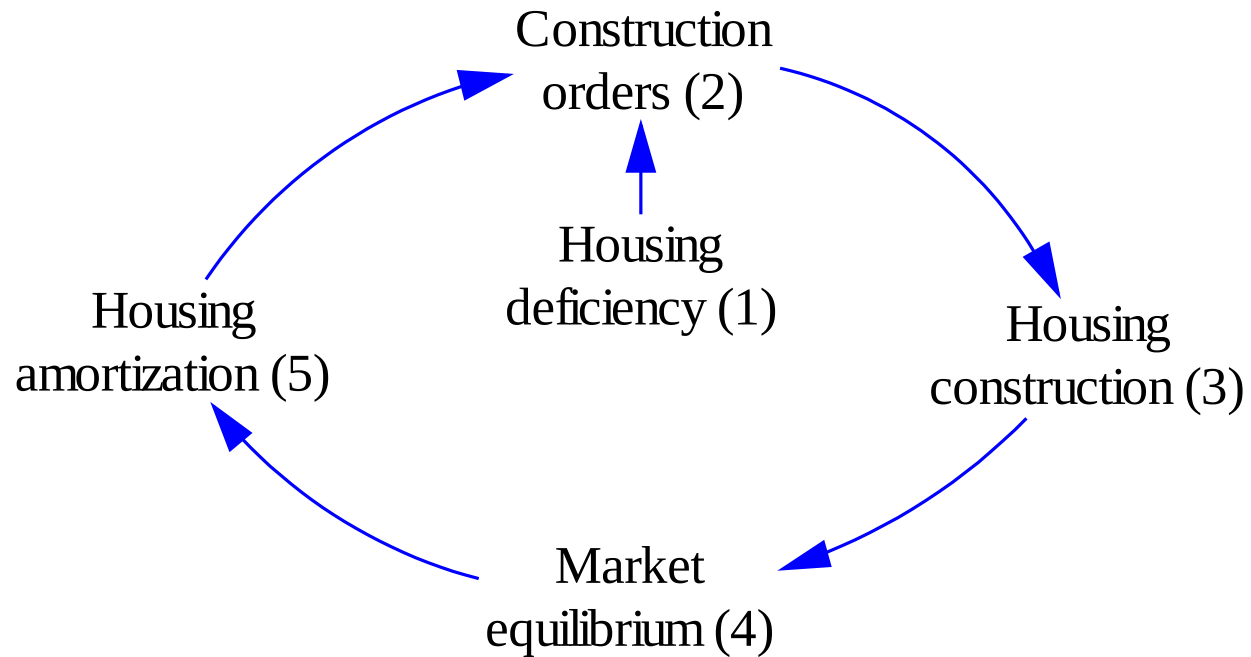 Construction
orders (2)
Housing
deficiency (1)
Housing
amortization (5)
Housing
construction (3)
Market
equilibrium (4)